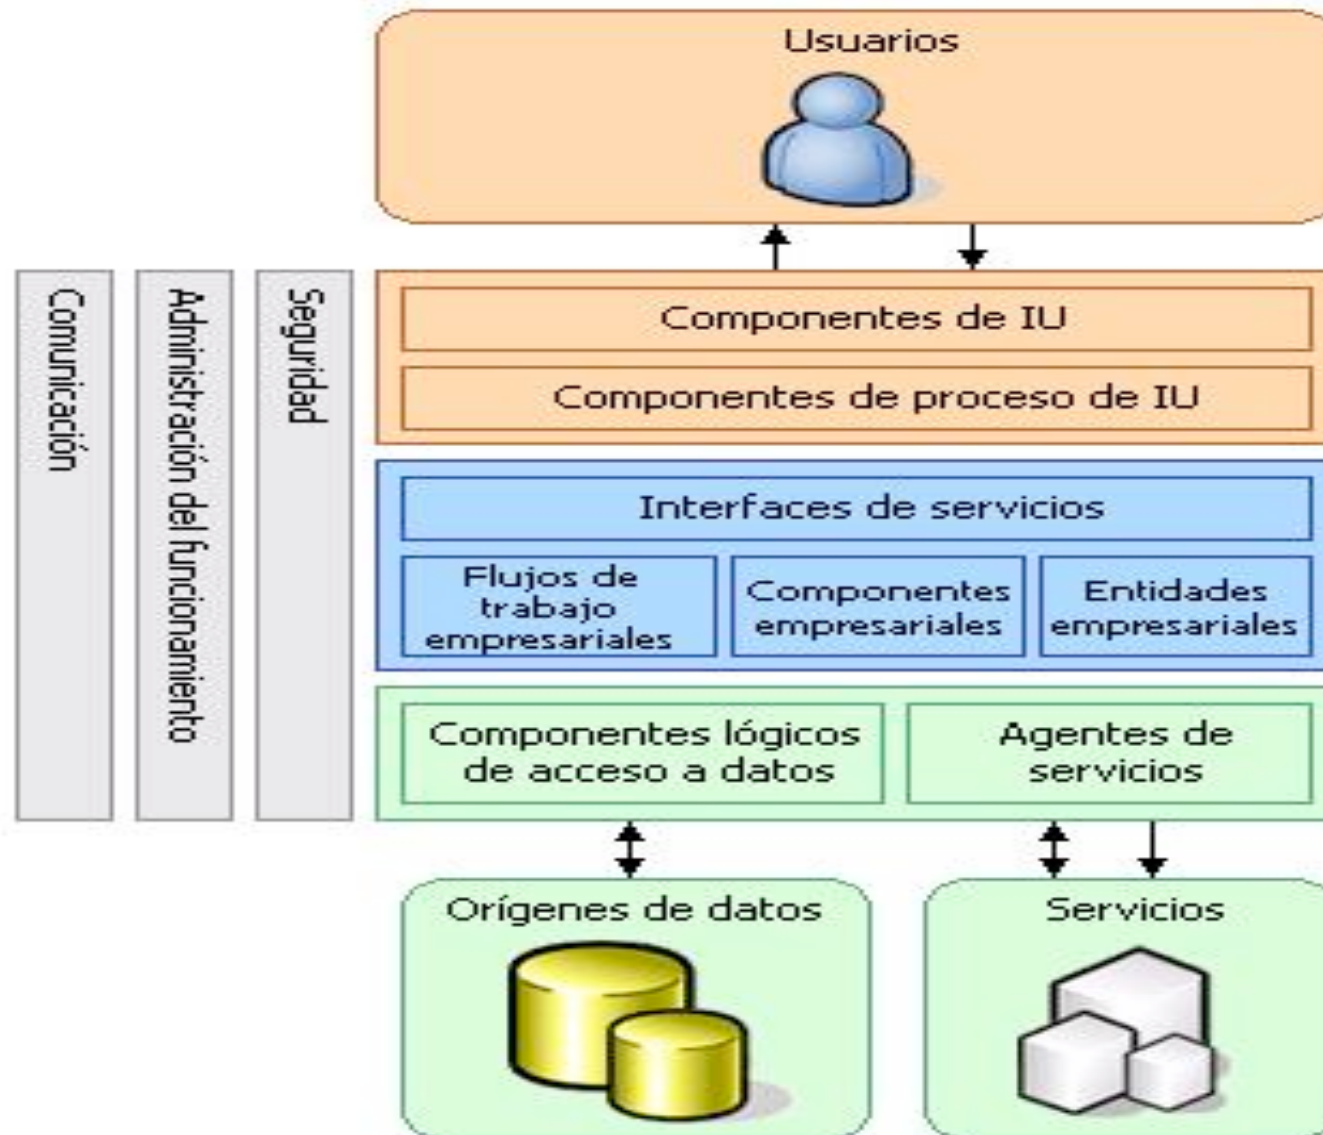 Usuarios
Comunicación
Administración del funcionamiento
Seguridad
Componentes de IU
Componentes de proceso de IU
Interfaces de servicios
Flujos de
trabajo
empresariales
Componentes
empresariales
Entidades
empresariales
Componentes lógicos
de acceso a datos
Agentes de
servicios
Orígenes de datos
Servicios